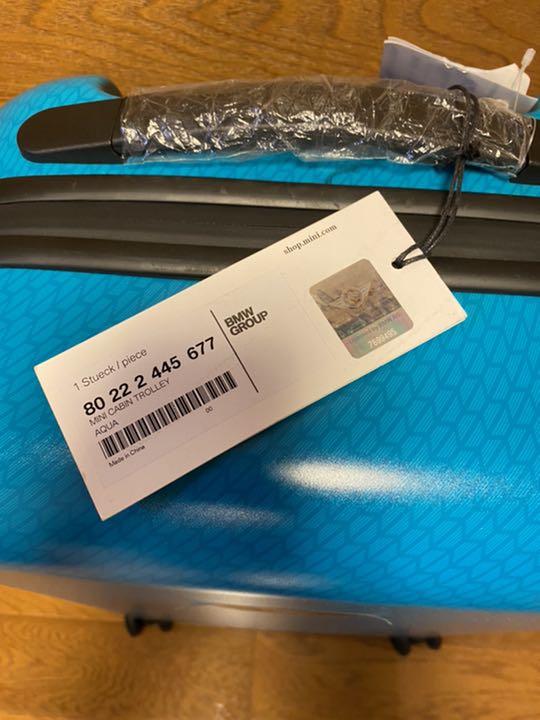 shop.mini.com
1 Stueck / piece
80 22 2 445 677
MINI CABIN TROLLEY
AQUA
00
Made in China
BMW
GROUP
7699495